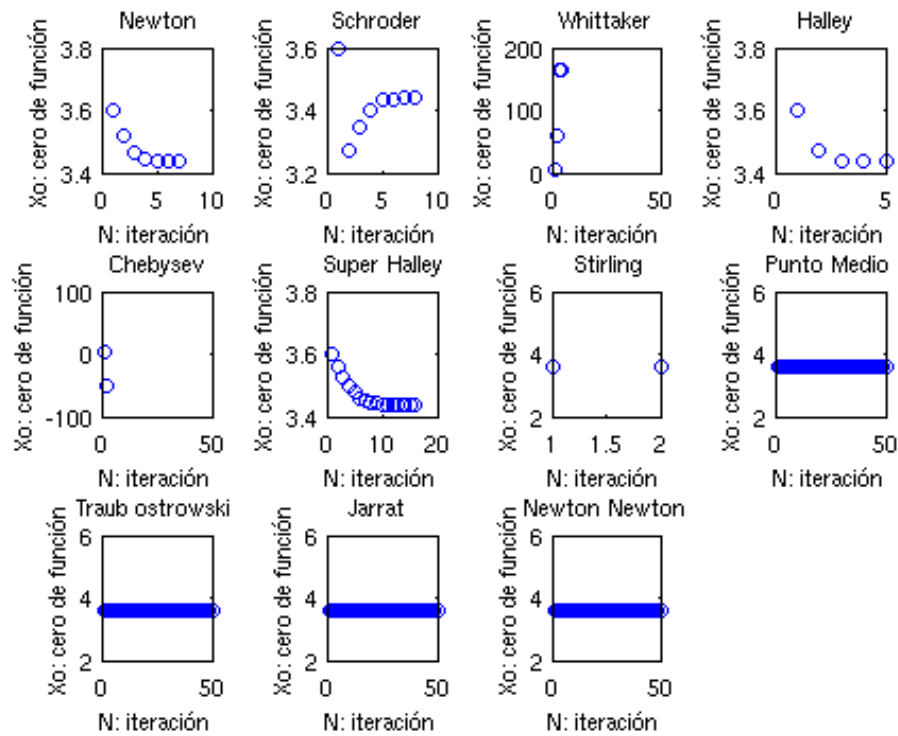 Newton
Xo: cero de función
3.8
3.6
3.4
0
5
10
N: iteración
Schroder
Xo: cero de función
3.6
3.4
3.2
0
5
10
N: iteración
Whittaker
Xo: cero de función
200
100
0
0
50
N: iteración
Halley
Xo: cero de función
3.8
3.6
3.4
0
5
N: iteración
Chebysev
Xo: cero de función
100
0
-100
0
50
N: iteración
Super Halley
Xo: cero de función
3.8
3.6
3.4
0
10
20
N: iteración
Stirling
Xo: cero de función
6
4
2
1
1.5
2
N: iteración
Punto Medio
Xo: cero de función
6
4
2
0
50
N: iteración
Traub ostrowski
Xo: cero de función
6
4
2
0
50
N: iteración
Jarrat
Xo: cero de función
6
4
2
0
50
N: iteración
Newton Newton
Xo: cero de función
6
4
2
0
50
N: iteración